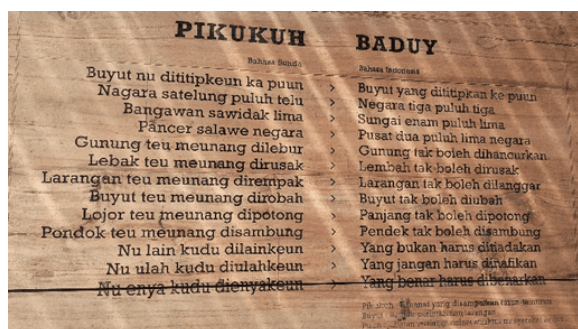 PIKUKUH BADUY
Bahasa Sunda Bahasa Indonesia
Buyut nu dititipkeun ka puun > Buyut yang dititipkan ke puun
Nagara satelung puluh telu > Negara tiga puluh tiga
Bangawan sawidak lima > Sungai enam puluh lima
Pancer salawe negara > Pusat dua puluh lima negara
Gunung teu meunang dilebur > Gunung tak boleh dihancurkan
Lebak teu meunang dirusak > Lembah tak boleh dirusak
Larangan teu meunang dirempak > Larangan tak boleh dilanggar
Buyut teu meunang dirobah > Buyut tak boleh diubah
Lojor teu meunang dipotong > Panjang tak boleh dipotong
Pondok teu meunang disambung > Pendek tak boleh disambung
Nu lain kudu dilainkeun > Yang bukan harus ditiadakan
Nu ulah kudu diulahkeun > Yang jangan harus dinafikan
Nu enya kudu dienyakeun > Yang benar harus dibenarkan
Pikukuh yang disampaikan
Buyut larangan